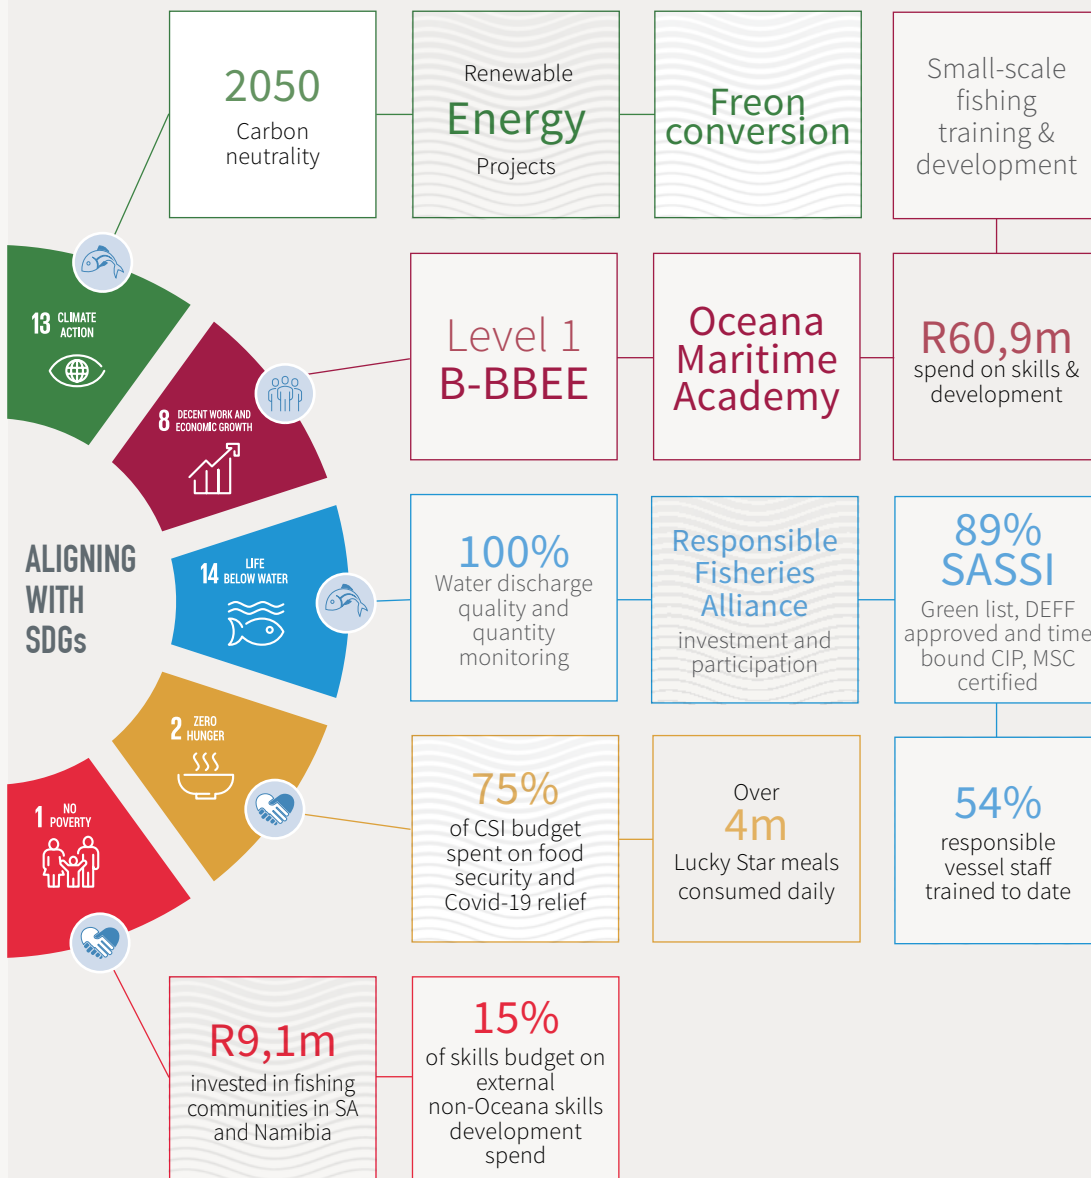 2050
Carbon
neutrality
Renewable
Energy
Projects
Freon
conversion
Small-scale
fishing
training &
development
13 CLIMATE
ACTION
8 DECENT WORK AND
ECONOMIC GROWTH
Level 1
B-BBEE
Oceana
Maritime
Academy
R60,9m
spend on skills &
development
ALIGNING
WITH
SDGs
14 LIFE
BELOW WATER
100%
Water discharge
quality and
quantity
monitoring
Responsible
Fisheries
Alliance
investment and
participation
89%
SASSI
Green list, DEFF
approved and time
bound CIP, MSC
certified
2 ZERO
HUNGER
75%
of CSI budget
spent on food
security and
Covid-19 relief
Over
4m
Lucky Star meals
consumed daily
54%
responsible
vessel staff
trained to date
1 NO
POVERTY
R9,1m
invested in fishing
communities in SA
and Namibia
15%
of skills budget on
external
non-Oceana skills
development
spend